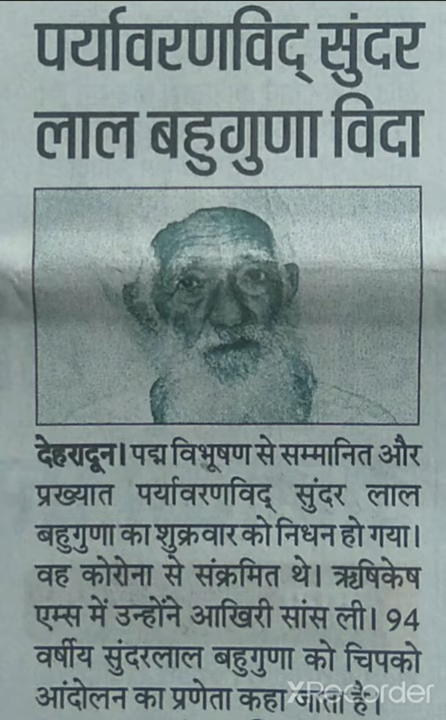 पर्यावरणविद् सुंदर
लाल बहुगुणा विदा
देहरादून। पद्म विभूषण से सम्मानित और
प्रख्यात पर्यावरणविद् सुंदर लाल
बहुगुणा का शुक्रवार को निधन हो गया।
वह कोरोना से संक्रमित थे। ऋषिकेश
एम्स में उन्होंने आखिरी सांस ली। 94
वर्षीय सुंदरलाल बहुगुणा को चिपको
आंदोलन का प्रणेता कहा जाता है।
XRecorder